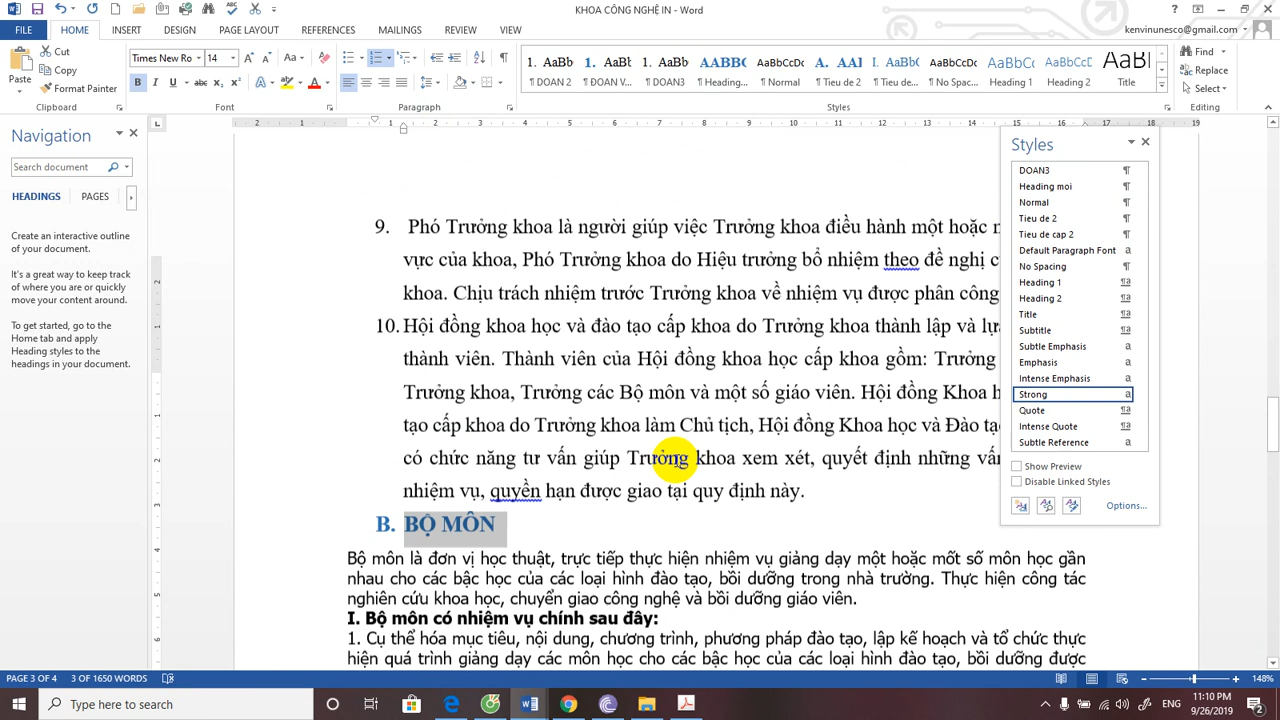 KHOA CÔNG NGHỆ IN - Word
FILE HOME INSERT DESIGN PAGE LAYOUT REFERENCES MAILINGS REVIEW VIEW
kenvinunesco@gmail.com
Cut
Copy
Format Painter
Paste
Times New Ro 14
Find
Replace
Select
1. AaBb 1. AaBb 1. AaBb AABBC AaBbCc A. AAI I. AaBbC AaBbCc AaBbC AaBbCcD AaBI
¶ DOAN 2 ¶ ĐOAN V... ¶ DOAN3 ¶ Heading... ¶ Normal ¶ Tieu de 2 ¶ Tieu de... ¶ No Spac... Heading 1 Heading 2 Title
Clipboard Font Paragraph Styles Editing
Navigation
Search document
HEADINGS PAGES
Create an interactive outline
of your document.
It's a great way to keep track
of where you are or quickly
move your content around.
To get started, go to the
Home tab and apply
Heading styles to the
headings in your document.
9. Phó Trưởng khoa là người giúp việc Trưởng khoa điều hành một hoặc
vực của khoa, Phó Trưởng khoa do Hiệu trưởng bổ nhiệm theo đề nghị
khoa. Chịu trách nhiệm trước Trưởng khoa về nhiệm vụ được phân công
10. Hội đồng khoa học và đào tạo cấp khoa do Trưởng khoa thành lập và
thành viên. Thành viên của Hội đồng khoa học cấp khoa gồm: Trưởng
Trưởng khoa, Trưởng các Bộ môn và một số giáo viên. Hội đồng Khoa
tạo cấp khoa do Trưởng khoa làm Chủ tịch, Hội đồng Khoa học và Đào
có chức năng tư vấn giúp Trưởng khoa xem xét, quyết định những
nhiệm vụ, quyền hạn được giao tại quy định này.
B. BỘ MÔN
Bộ môn là đơn vị học thuật, trực tiếp thực hiện nhiệm vụ giảng dạy một hoặc mốt số môn học gần
nhau cho các bậc học của các loại hình đào tạo, bồi dưỡng trong nhà trường. Thực hiện công tác
nghiên cứu khoa học, chuyển giao công nghệ và bồi dưỡng giáo viên.
I. Bộ môn có nhiệm vụ chính sau đây:
1. Cụ thể hóa mục tiêu, nội dung, chương trình, phương pháp đào tạo, lập kế hoạch và tổ chức thực
hiện quá trình giảng dạy các môn học cho các bậc học của các loại hình đào tạo, bồi dưỡng được
Styles
DOAN3
Heading moi
Normal
Tieu de 2
Tieu de cap 2
Default Paragraph Font
No Spacing
Heading 1
Heading 2
Title
Subtitle
Subtle Emphasis
Emphasis
Intense Emphasis
Strong
Quote
Intense Quote
Subtle Reference
Show Preview
Disable Linked Styles
Options...
PAGE 3 OF 4 3 OF 1650 WORDS 148%
Type here to search
ENG
11:10 PM
9/26/2019